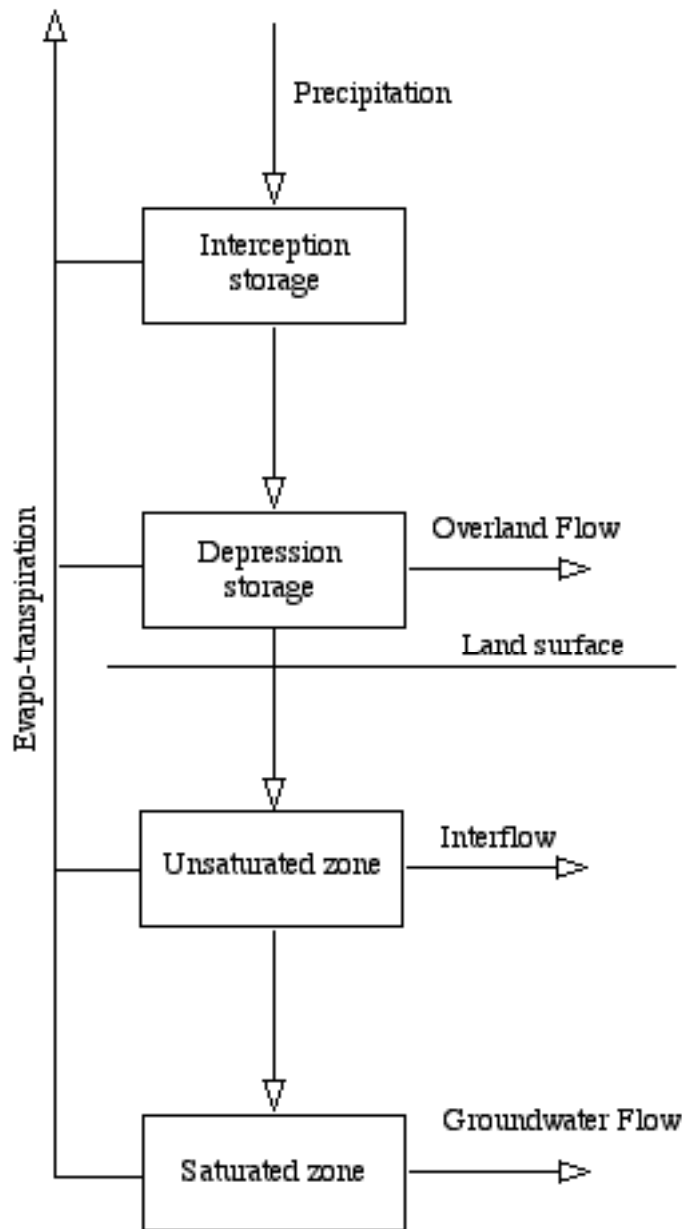 Precipitation
Interception
storage
Overland Flow
Depression
storage
Land surface
Evapo-transpiration
Interflow
Unsaturated zone
Groundwater Flow
Saturated zone